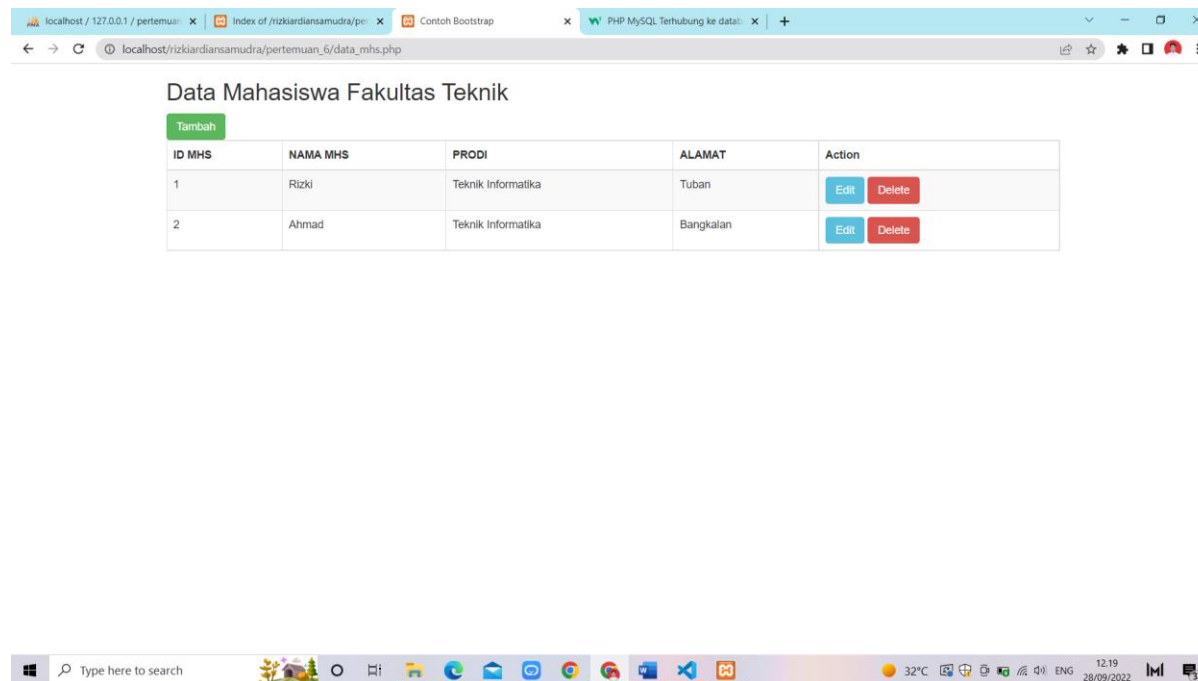 localhost / 127.0.0.1 / pertemuan
Index of /rizkiardiansamudra/per
Contoh Bootstrap
PHP MySQL Terhubung ke datab
localhost/rizkiardiansamudra/pertemuan_6/data_mhs.php
Data Mahasiswa Fakultas Teknik
Tambah
ID MHS NAMA MHS PRODI ALAMAT Action
1 Rizki Teknik Informatika Tuban Edit Delete
2 Ahmad Teknik Informatika Bangkalan Edit Delete
Type here to search
32°C ENG 12.19
28/09/2022